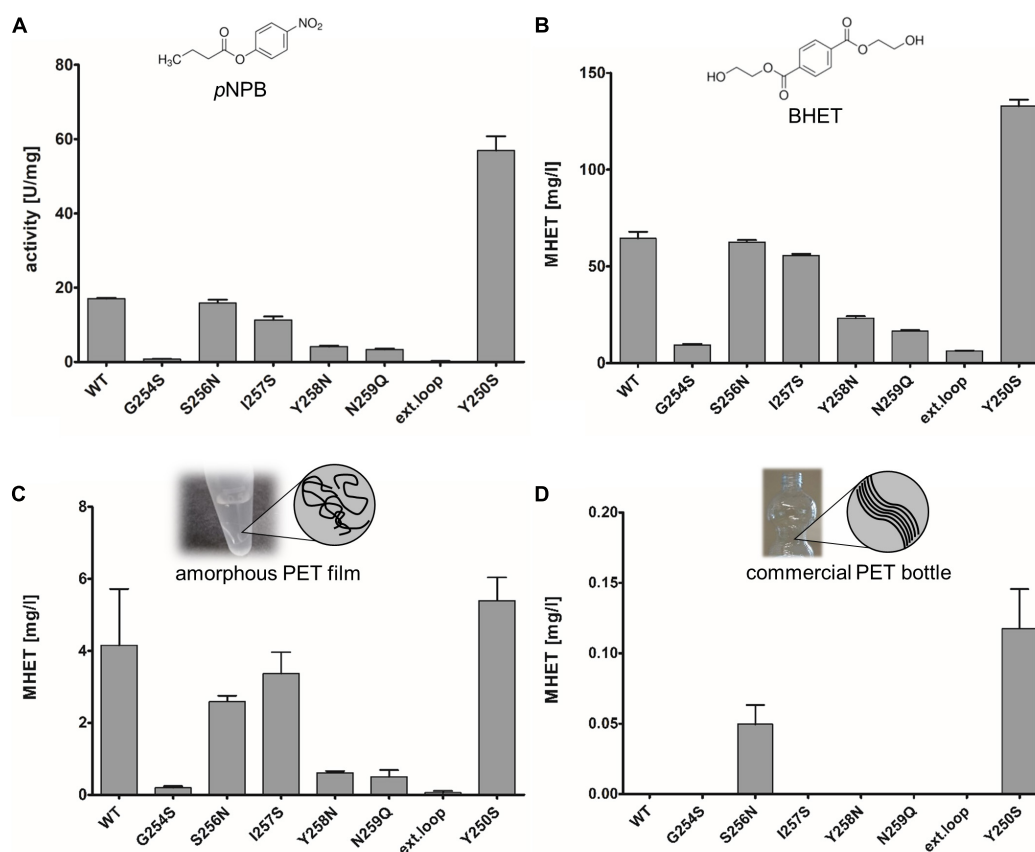 A
H3C
O
O
NO2
pNPB
activity [U/mg]
80
60
40
20
0
WT
G254S
S256N
I257S
Y258N
N259Q
ext.loop
Y250S
B
HO
O
O
O
O
OH
BHET
MHET [mg/l]
150
100
50
0
WT
G254S
S256N
I257S
Y258N
N259Q
ext.loop
Y250S
C
amorphous PET film
MHET [mg/l]
8
6
4
2
0
WT
G254S
S256N
I257S
Y258N
N259Q
ext.loop
Y250S
D
commercial PET bottle
MHET [mg/l]
0.20
0.15
0.10
0.05
0.00
WT
G254S
S256N
I257S
Y258N
N259Q
ext.loop
Y250S